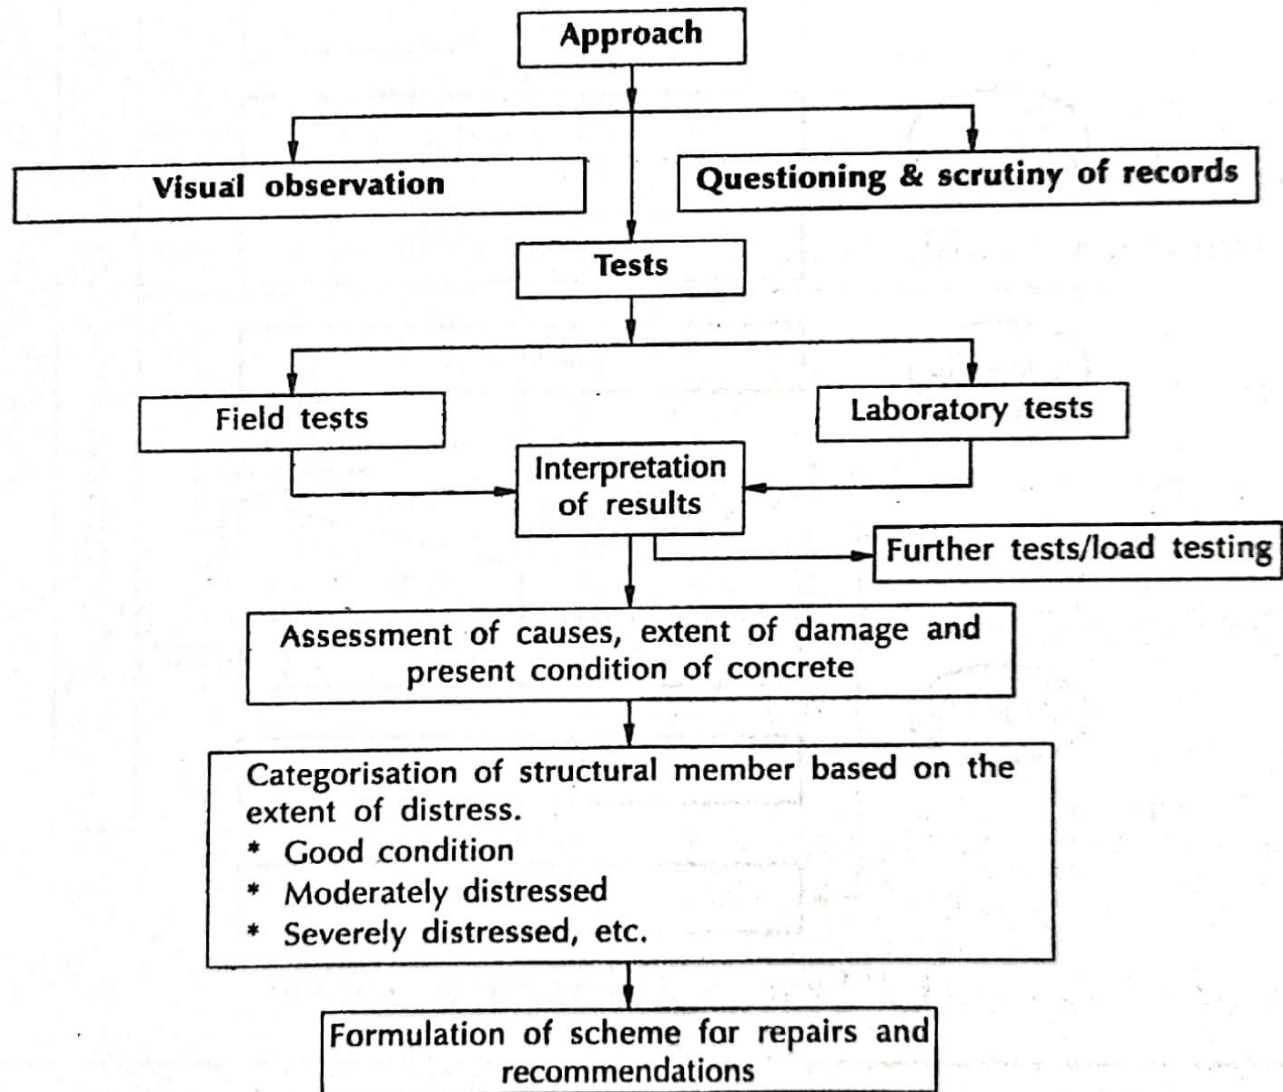 Approach
Visual observation
Questioning & scrutiny of records
Tests
Field tests
Laboratory tests
Interpretation
of results
Further tests/load testing
Assessment of causes, extent of damage and
present condition of concrete
Categorisation of structural member based on the
extent of distress.
* Good condition
* Moderately distressed
* Severely distressed, etc.
Formulation of scheme for repairs and
recommendations